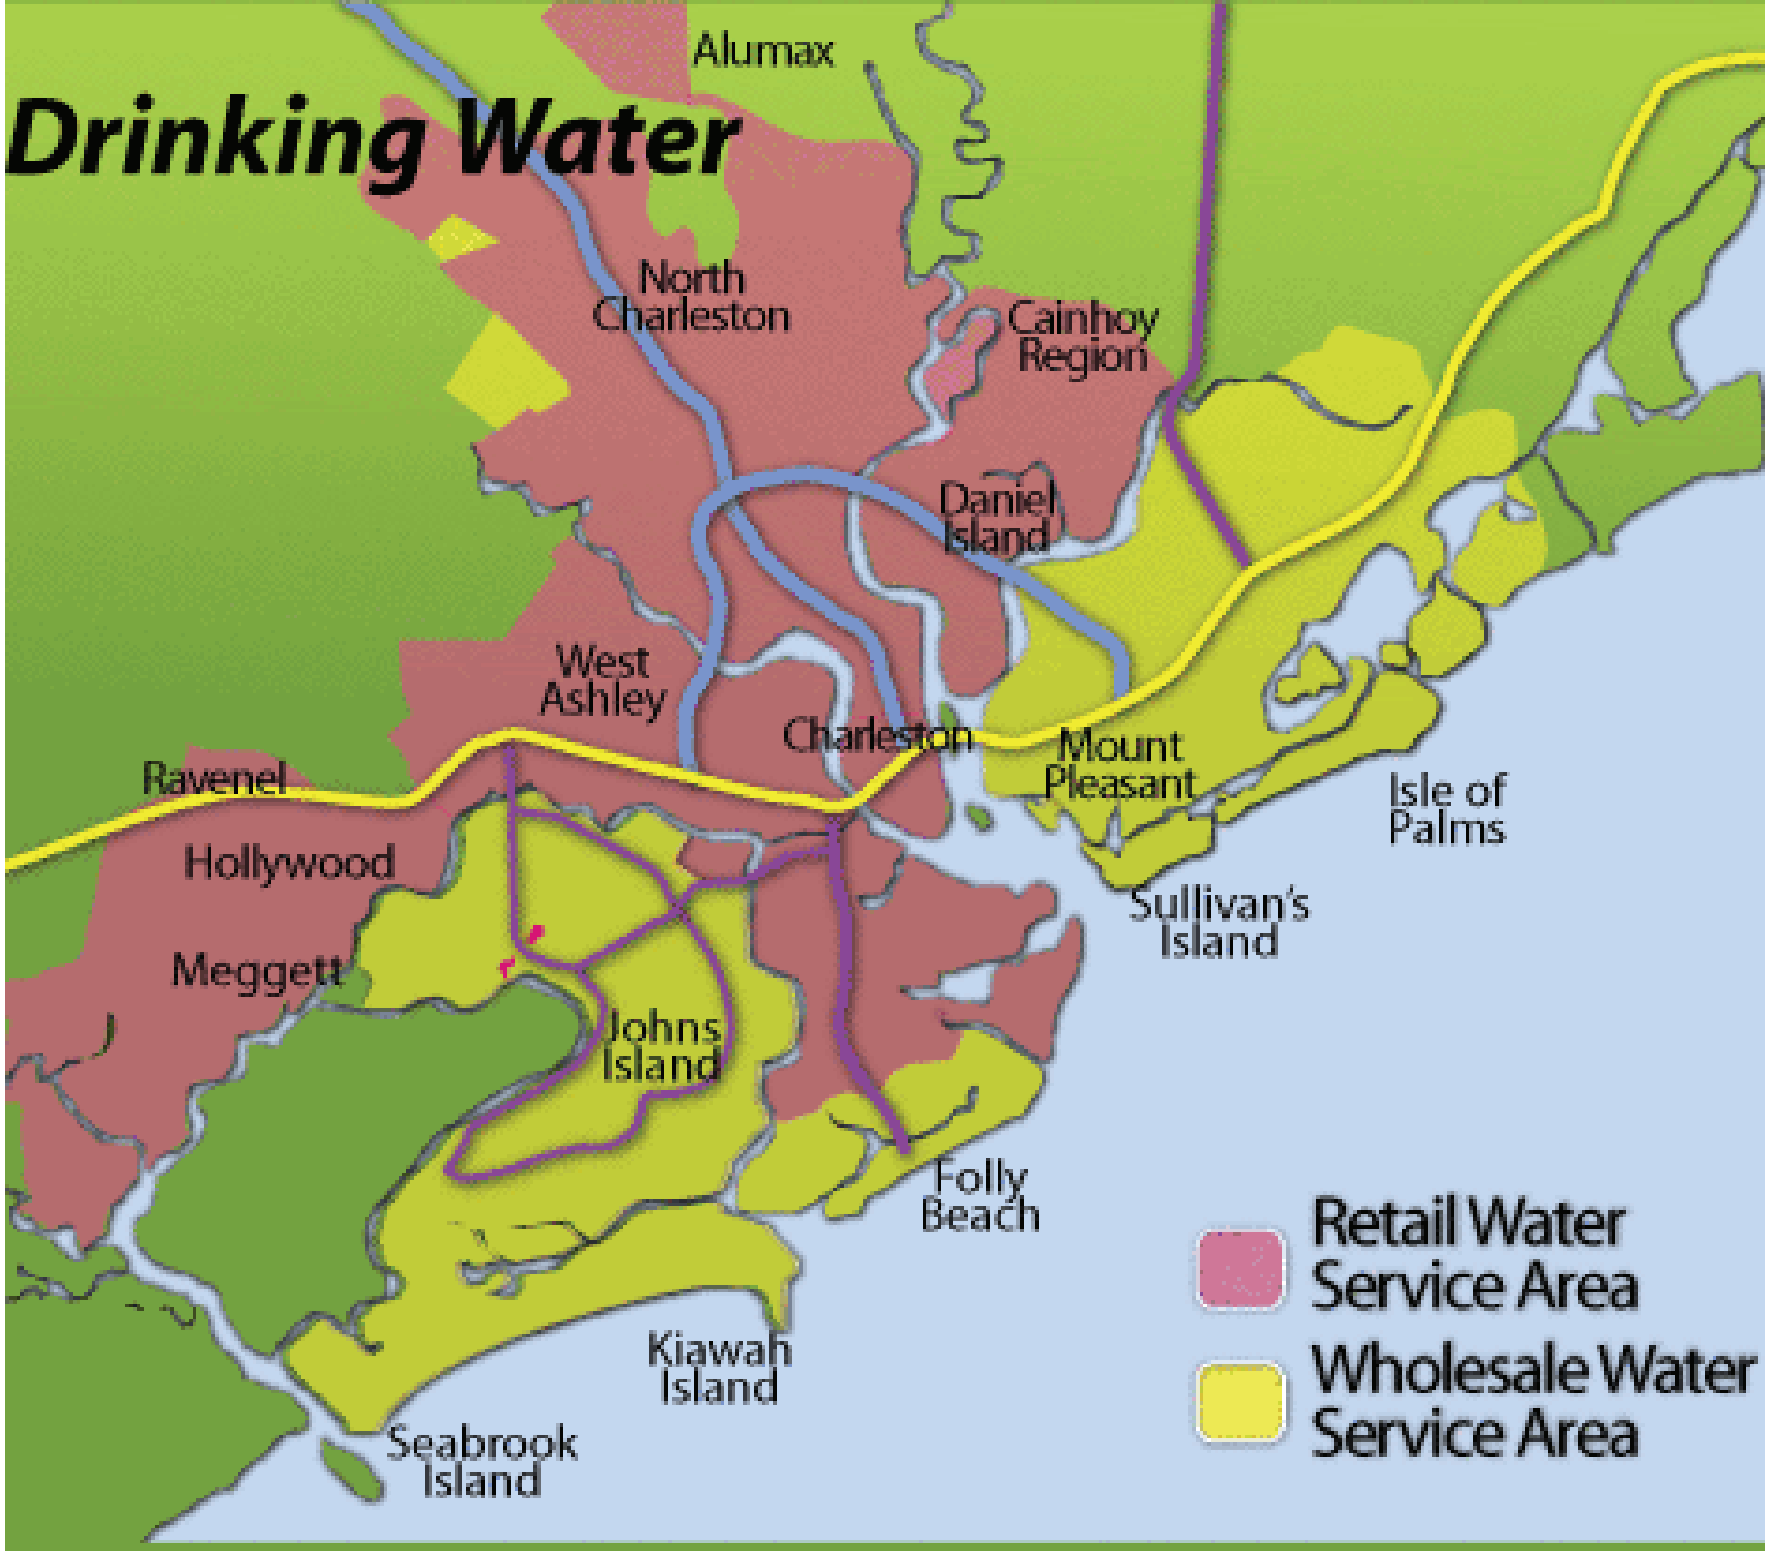 Alumax
Drinking Water
North
Charleston
Cainhoy
Region
Daniel
Island
West
Ashley
Charleston
Mount
Pleasant
Ravenel
Isle of
Palms
Hollywood
Sullivan's
Island
Meggett
Johns
Island
Folly
Beach
Retail Water
Service Area
Kiawah
Island
Wholesale Water
Service Area
Seabrook
Island